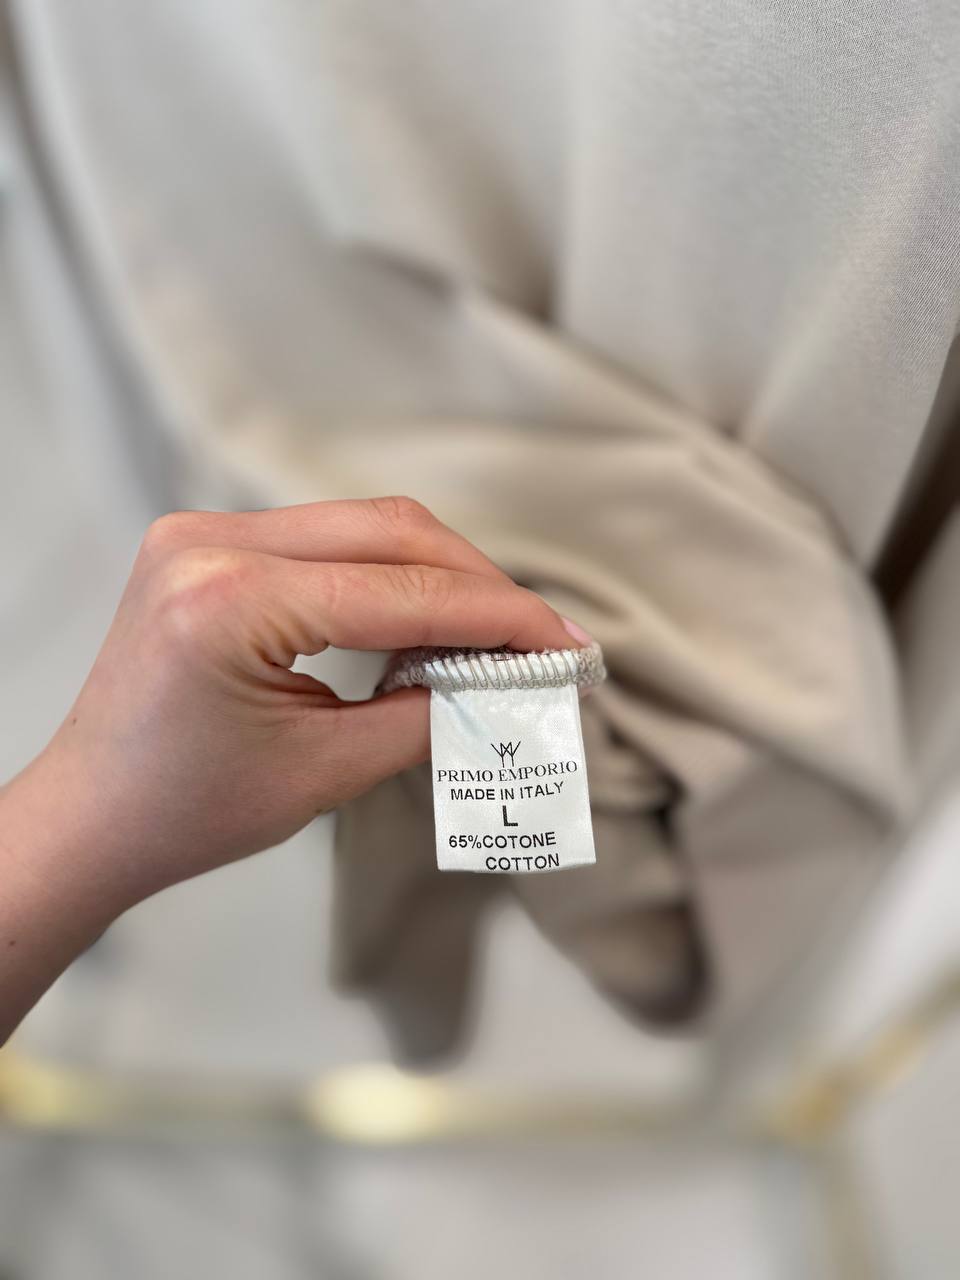 PRIMO EMPORIO
MADE IN ITALY
L
65%COTONE
COTTON